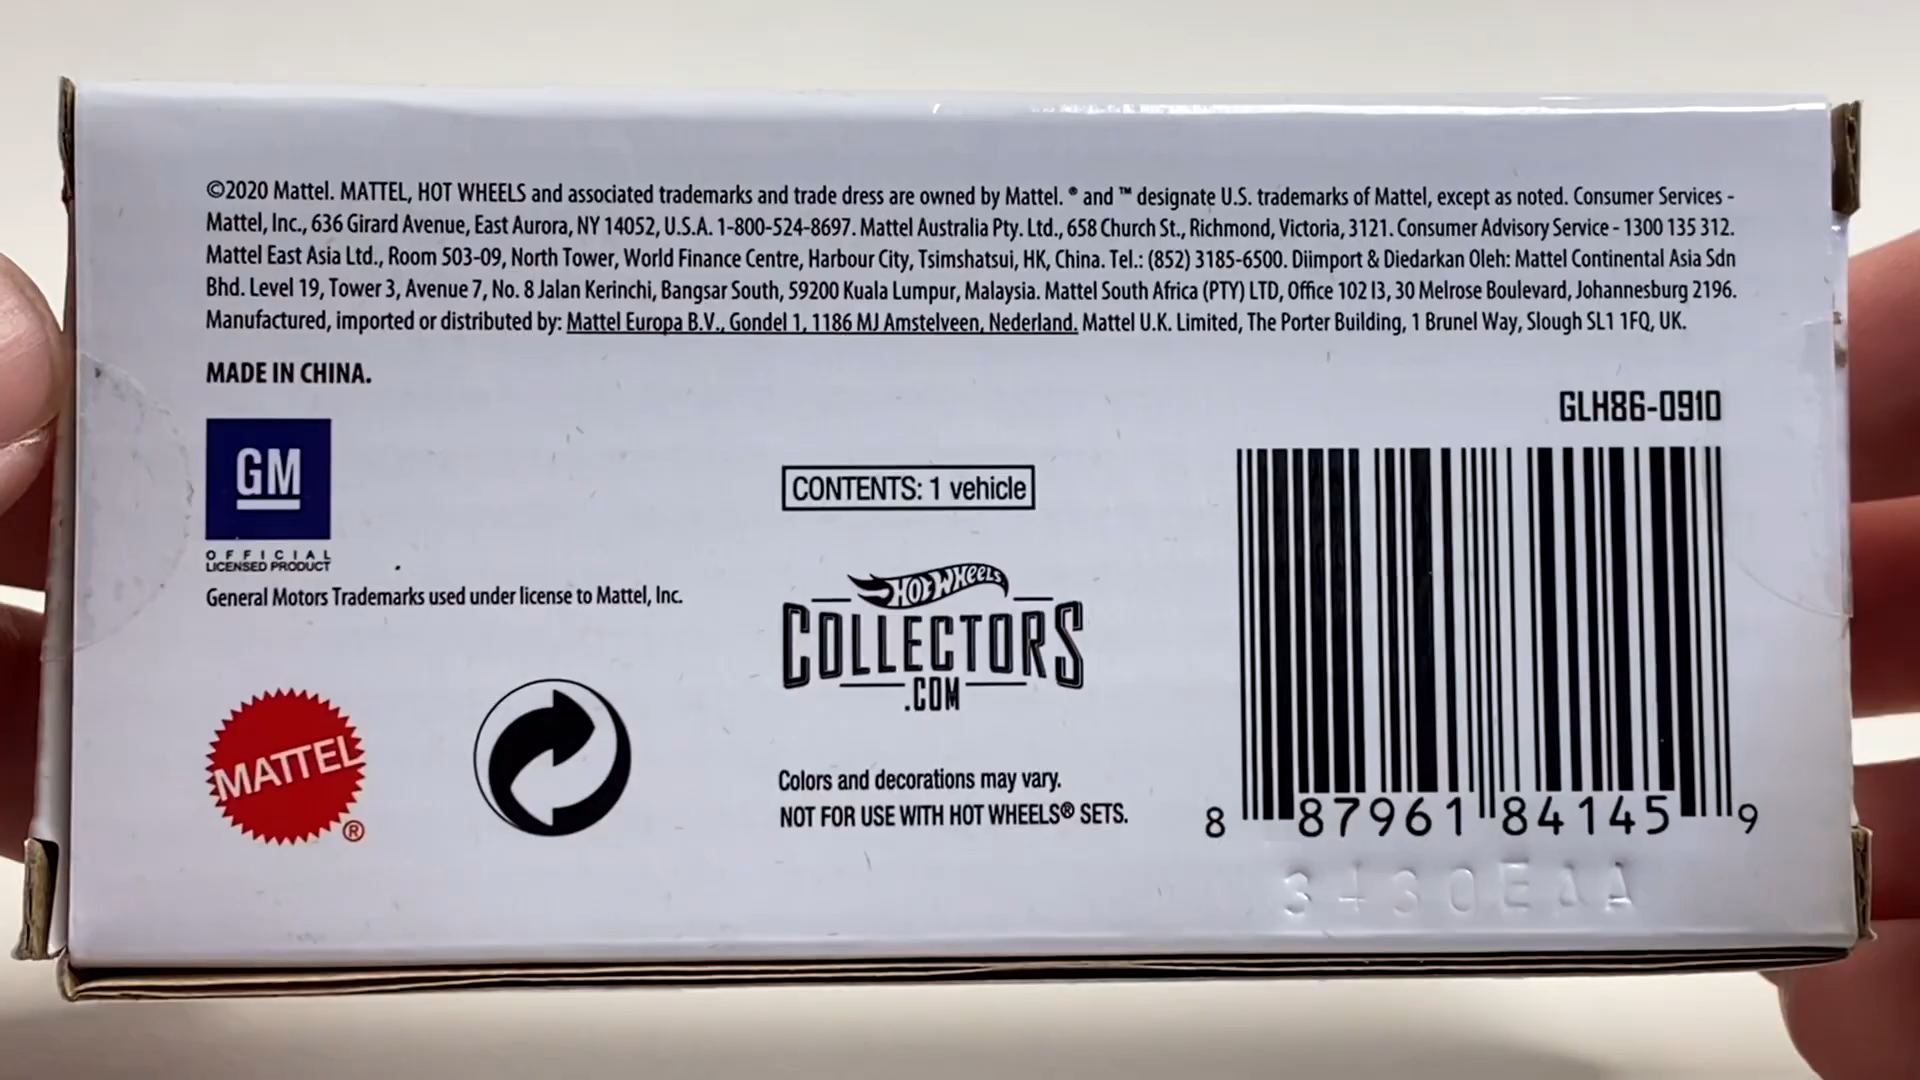 ©2020 Mattel. MATTEL, HOT WHEELS and associated trademarks and trade dress are owned by Mattel. ® and ™ designate U.S. trademarks of Mattel, except as noted. Consumer Services -
Mattel, Inc., 636 Girard Avenue, East Aurora, NY 14052, U.S.A. 1-800-524-8697. Mattel Australia Pty. Ltd., 658 Church St., Richmond, Victoria, 3121. Consumer Advisory Service - 1300 135 312.
Mattel East Asia Ltd., Room 503-09, North Tower, World Finance Centre, Harbour City, Tsimshatsui, HK, China. Tel.: (852) 3185-6500. Diimport & Diedarkan Oleh: Mattel Continental Asia Sdn
Bhd. Level 19, Tower 3, Avenue 7, No. 8 Jalan Kerinchi, Bangsar South, 59200 Kuala Lumpur, Malaysia. Mattel South Africa (PTY) LTD, Office 102 I3, 30 Melrose Boulevard, Johannesburg 2196.
Manufactured, imported or distributed by: Mattel Europa B.V., Gondel 1, 1186 MJ Amstelveen, Nederland. Mattel U.K. Limited, The Porter Building, 1 Brunel Way, Slough SL1 1FQ, UK.
MADE IN CHINA.
GM
OFFICIAL
LICENSED PRODUCT
General Motors Trademarks used under license to Mattel, Inc.
MATTEL ®
CONTENTS: 1 vehicle
HOT WHEELS
COLLECTORS
.COM
Colors and decorations may vary.
NOT FOR USE WITH HOT WHEELS® SETS.
GLH86-0910
8 87961 84145 9
3430EAA